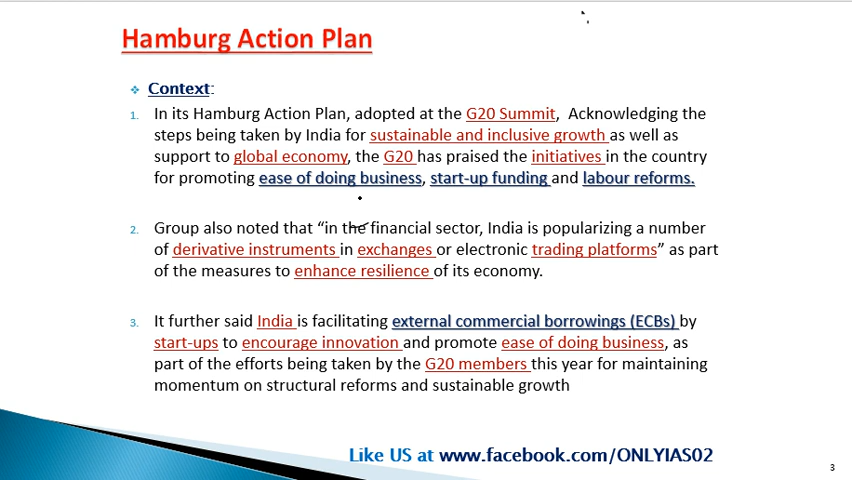 Hamburg Action Plan
❖ Context:
1. In its Hamburg Action Plan, adopted at the G20 Summit, Acknowledging the
steps being taken by India for sustainable and inclusive growth as well as
support to global economy, the G20 has praised the initiatives in the country
for promoting ease of doing business, start-up funding and labour reforms.
2. Group also noted that “in the financial sector, India is popularizing a number
of derivative instruments in exchanges or electronic trading platforms” as part
of the measures to enhance resilience of its economy.
3. It further said India is facilitating external commercial borrowings (ECBs) by
start-ups to encourage innovation and promote ease of doing business, as
part of the efforts being taken by the G20 members this year for maintaining
momentum on structural reforms and sustainable growth
Like US at www.facebook.com/ONLYIAS02
3